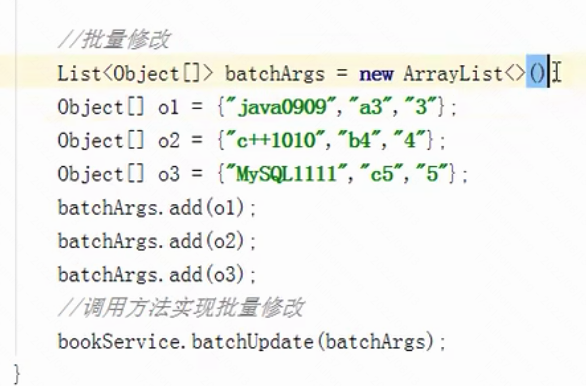 //批量修改
List<Object[]> batchArgs = new ArrayList<>()
Object[] o1 = {"java0909","a3","3"};
Object[] o2 = {"c++1010","b4","4"};
Object[] o3 = {"MySQL1111","c5","5"};
batchArgs.add(o1);
batchArgs.add(o2);
batchArgs.add(o3);
//调用方法实现批量修改
bookService.batchUpdate(batchArgs);
}